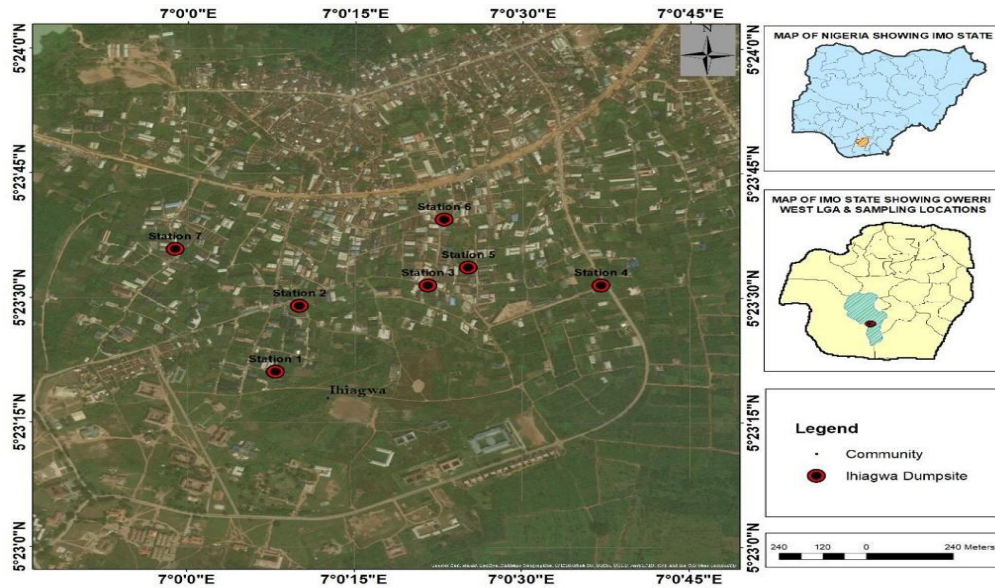 7°0'0"E 7°0'15"E 7°0'30"E 7°0'45"E
5°24'0"N
5°23'45"N
5°23'30"N
5°23'15"N
5°23'0"N
N
Station 6
Station 7
Station 5
Station 3
Station 4
Station 2
Station 1
Ihiagwa
5°24'0"N
5°23'45"N
5°23'30"N
5°23'15"N
5°23'0"N
7°0'0"E 7°0'15"E 7°0'30"E 7°0'45"E
MAP OF NIGERIA SHOWING IMO STATE
MAP OF IMO STATE SHOWING OWERRI
WEST LGA & SAMPLING LOCATIONS
Legend
Community
Ihiagwa Dumpsite
240 120 0 240 Meters